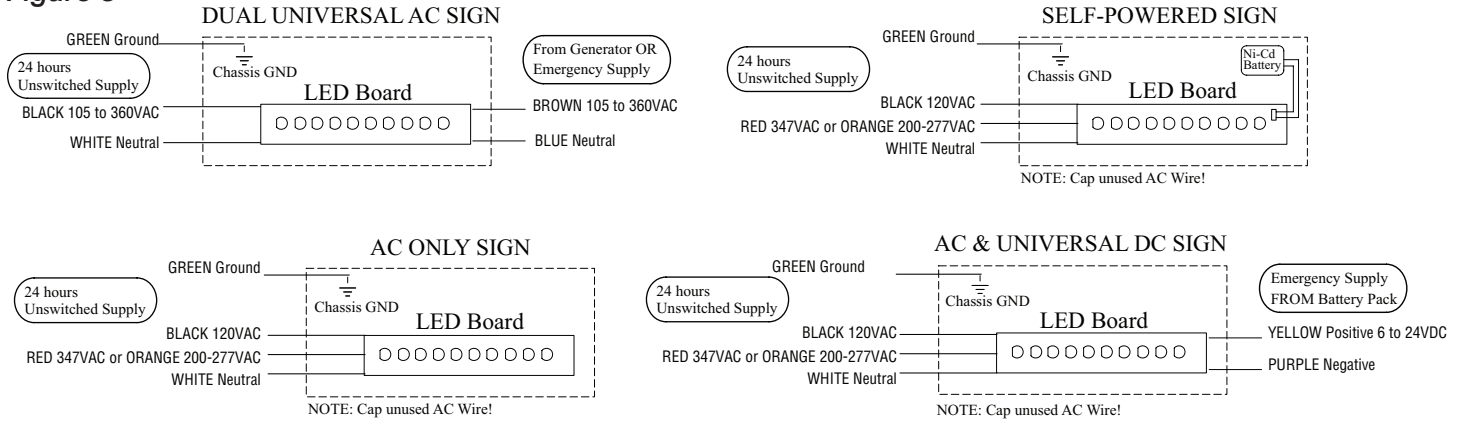 DUAL UNIVERSAL AC SIGN
GREEN Ground
24 hours
Unswitched Supply
Chassis GND
From Generator OR
Emergency Supply
LED Board
BLACK 105 to 360VAC
BROWN 105 to 360VAC
WHITE Neutral
BLUE Neutral
SELF-POWERED SIGN
GREEN Ground
24 hours
Unswitched Supply
Chassis GND
Ni-Cd
Battery
LED Board
BLACK 120VAC
RED 347VAC or ORANGE 200-277VAC
WHITE Neutral
NOTE: Cap unused AC Wire!
AC ONLY SIGN
GREEN Ground
24 hours
Unswitched Supply
Chassis GND
LED Board
BLACK 120VAC
RED 347VAC or ORANGE 200-277VAC
WHITE Neutral
NOTE: Cap unused AC Wire!
AC & UNIVERSAL DC SIGN
GREEN Ground
24 hours
Unswitched Supply
Chassis GND
Emergency Supply
FROM Battery Pack
LED Board
BLACK 120VAC
YELLOW Positive 6 to 24VDC
RED 347VAC or ORANGE 200-277VAC
PURPLE Negative
WHITE Neutral
NOTE: Cap unused AC Wire!